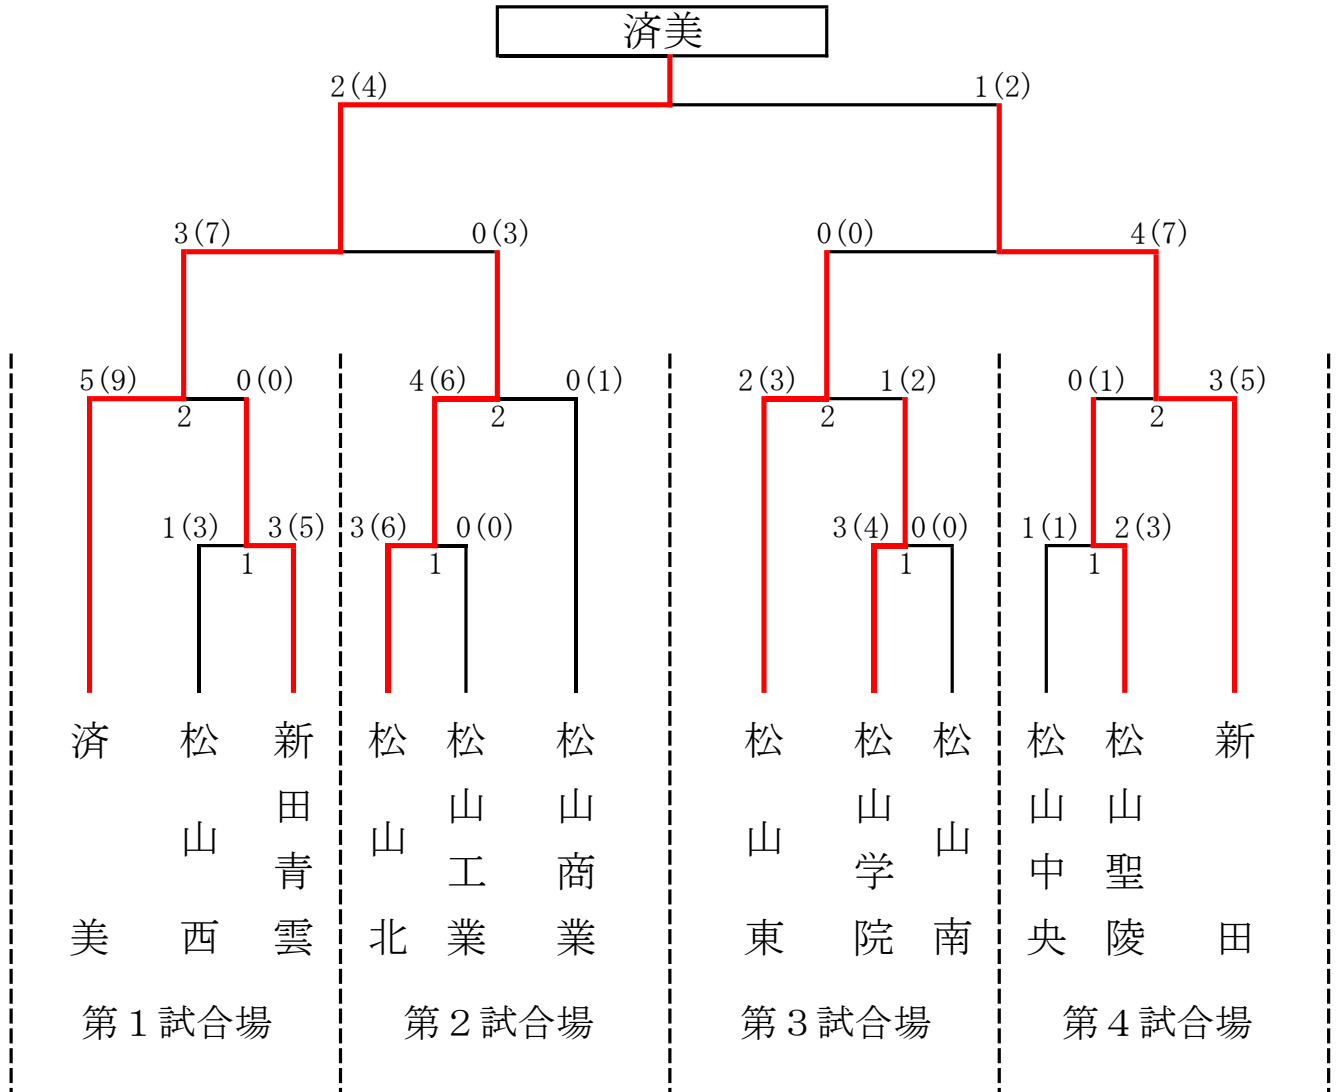 済美
2(4) 1(2)
3(7) 0(3) 0(0) 4(7)
5(9) 0(0) 4(6) 0(1) 2(3) 1(2) 0(1) 3(5)
2 2 2 2
1(3) 3(5) 3(6) 0(0) 3(4) 0(0) 1(1) 2(3)
1 1 1 1
済美
松山西
新田青雲
松山北
松山工業
松山商業
松山東
松山学院
松山南
松山中央
松山聖陵
新田
第1試合場 第2試合場 第3試合場 第4試合場